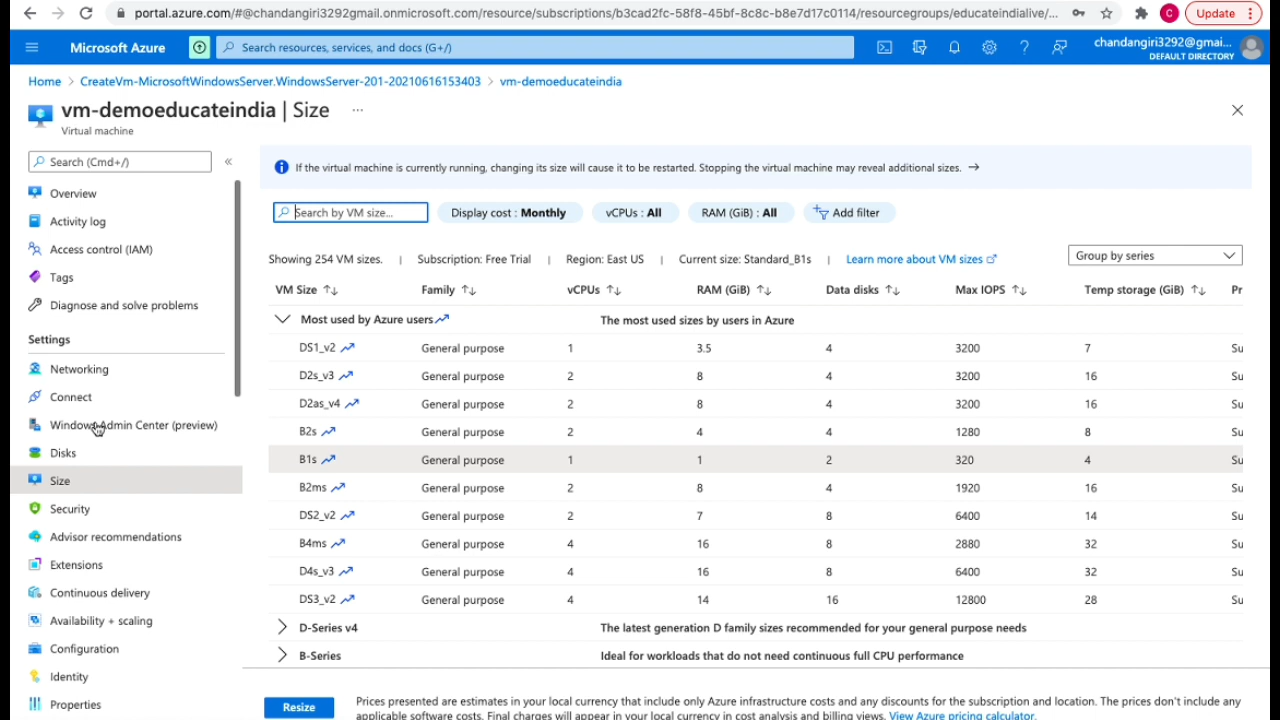 portal.azure.com/#@chandangiri3292gmail.onmicrosoft.com/resource/subscriptions/b3cad2fc-58f8-45bf-8c8c-b8e7d17c0114/resourcegroups/educateindialive/... C Update
Microsoft Azure Search resources, services, and docs (G+/) chandangiri3292@gmai...
DEFAULT DIRECTORY
Home > CreateVm-MicrosoftWindowsServer.WindowsServer-201-20210616153403 > vm-demoeducateindia
vm-demoeducateindia | Size ...
Virtual machine
Search (Cmd+/) «
Overview
Activity log
Access control (IAM)
Tags
Diagnose and solve problems
Settings
Networking
Connect
Windows Admin Center (preview)
Disks
Size
Security
Advisor recommendations
Extensions
Continuous delivery
Availability + scaling
Configuration
Identity
Properties
If the virtual machine is currently running, changing its size will cause it to be restarted. Stopping the virtual machine may reveal additional sizes. →
Search by VM size... Display cost : Monthly vCPUs : All RAM (GiB) : All Add filter
Showing 254 VM sizes. | Subscription: Free Trial | Region: East US | Current size: Standard_B1s | Learn more about VM sizes Group by series
VM Size ↑↓ Family ↑↓ vCPUs ↑↓ RAM (GiB) ↑↓ Data disks ↑↓ Max IOPS ↑↓ Temp storage (GiB) ↑↓ Pr
Most used by Azure users The most used sizes by users in Azure
DS1_v2 General purpose 1 3.5 4 3200 7 Su
D2s_v3 General purpose 2 8 4 3200 16 Su
D2as_v4 General purpose 2 8 4 3200 16 Su
B2s General purpose 2 4 4 1280 8 Su
B1s General purpose 1 1 2 320 4 Su
B2ms General purpose 2 8 4 1920 16 Su
DS2_v2 General purpose 2 7 8 6400 14 Su
B4ms General purpose 4 16 8 2880 32 Su
D4s_v3 General purpose 4 16 8 6400 32 Su
DS3_v2 General purpose 4 14 16 12800 28 Su
D-Series v4 The latest generation D family sizes recommended for your general purpose needs
B-Series Ideal for workloads that do not need continuous full CPU performance
Resize
Prices presented are estimates in your local currency that include only Azure infrastructure costs and any discounts for the subscription and location. The prices don't include any
applicable software costs. Final charges will appear in your local currency in cost analysis and billing views. View Azure pricing calculator.